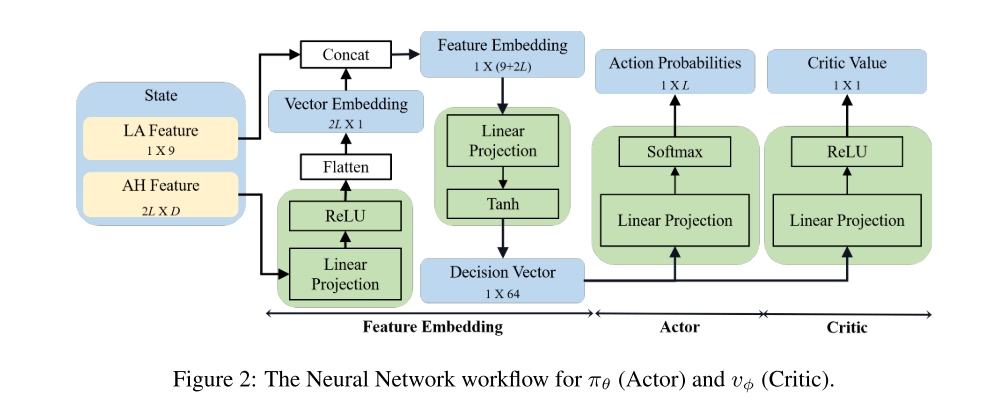 State
LA Feature
1 X 9
AH Feature
2L X D
Concat
Vector Embedding
2L X 1
Flatten
ReLU
Linear
Projection
Feature Embedding
1 X (9+2L)
Linear
Projection
Tanh
Decision Vector
1 X 64
Action Probabilities
1 X L
Softmax
Linear Projection
Critic Value
1 X 1
ReLU
Linear Projection
Feature Embedding
Actor
Critic
Figure 2: The Neural Network workflow for πθ (Actor) and vϕ (Critic).